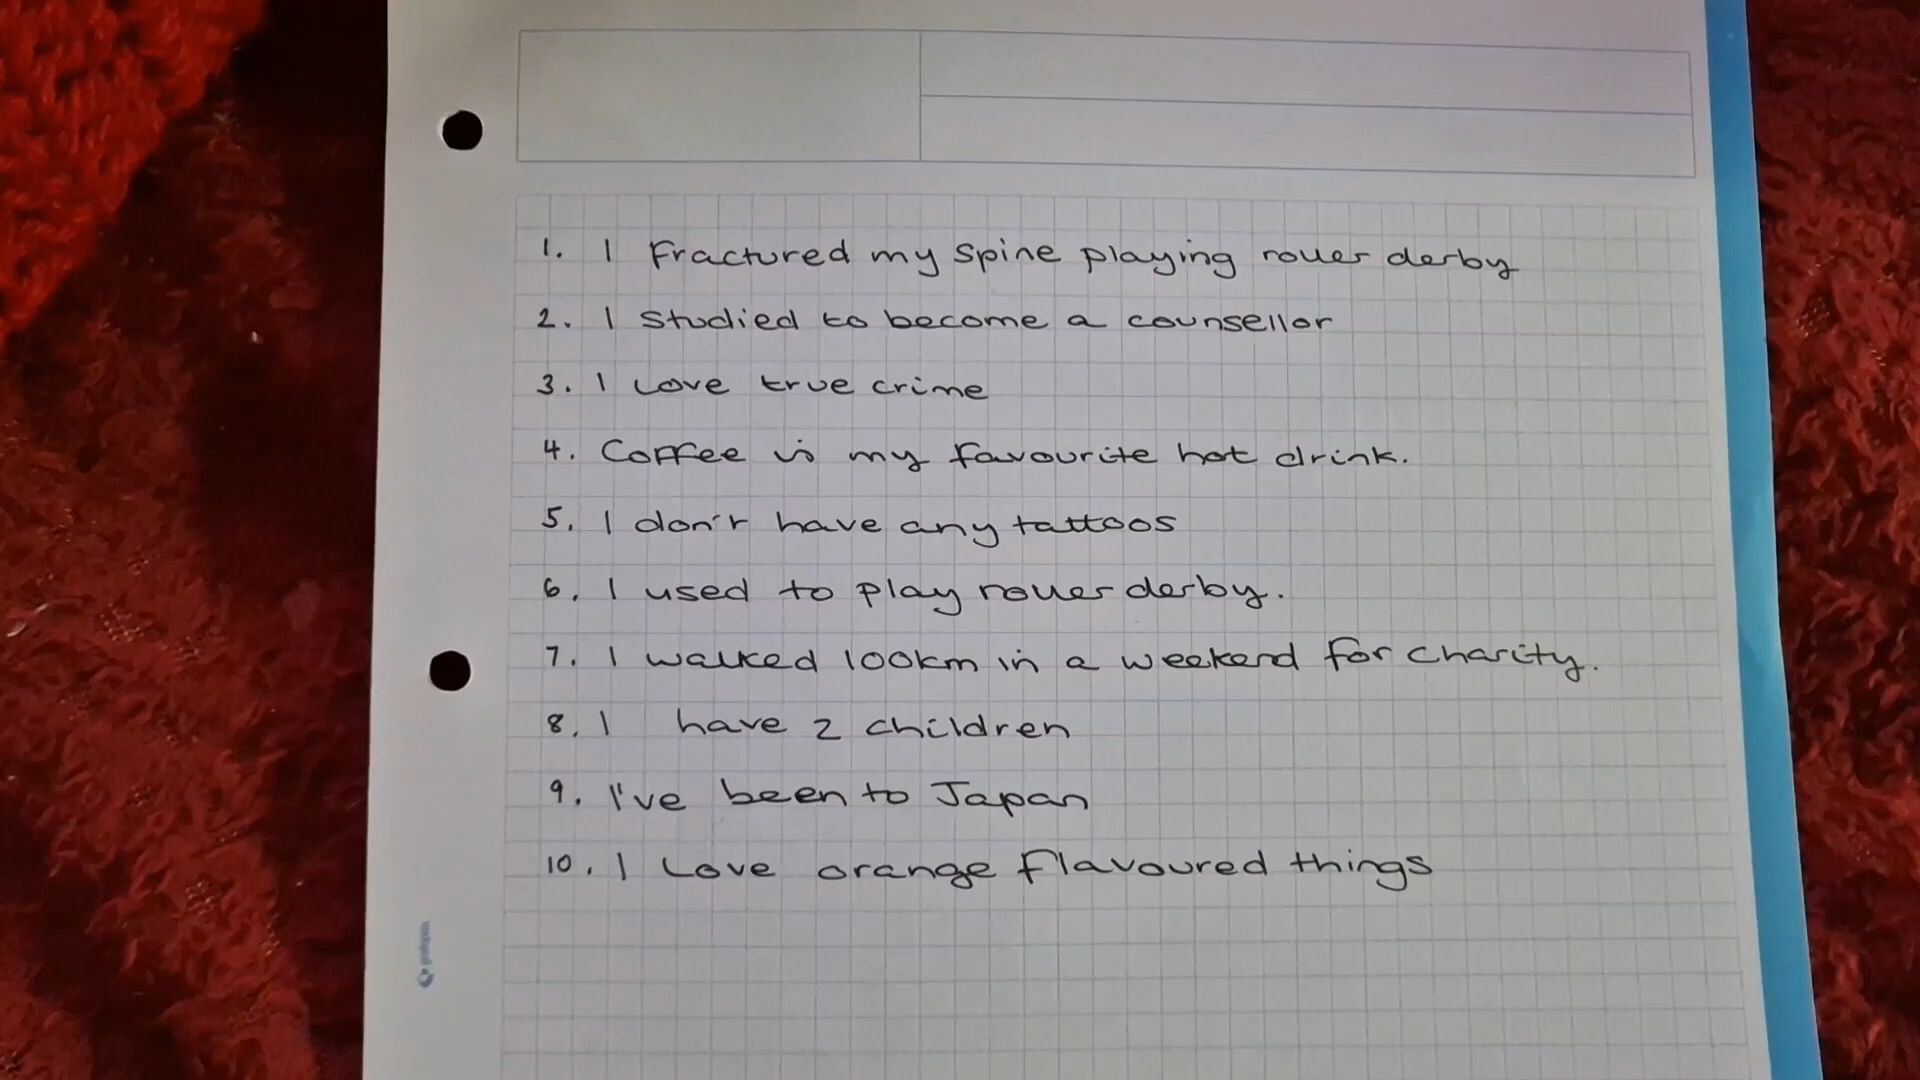 1. I Fractured my spine playing roller derby
2. I studied to become a counsellor
3. I love true crime
4. Coffee is my favourite hot drink.
5. I don't have any tattoos
6. I used to play roller derby.
7. I walked 100km in a weekend for charity.
8. I have 2 children
9. I've been to Japan
10. I love orange flavoured things